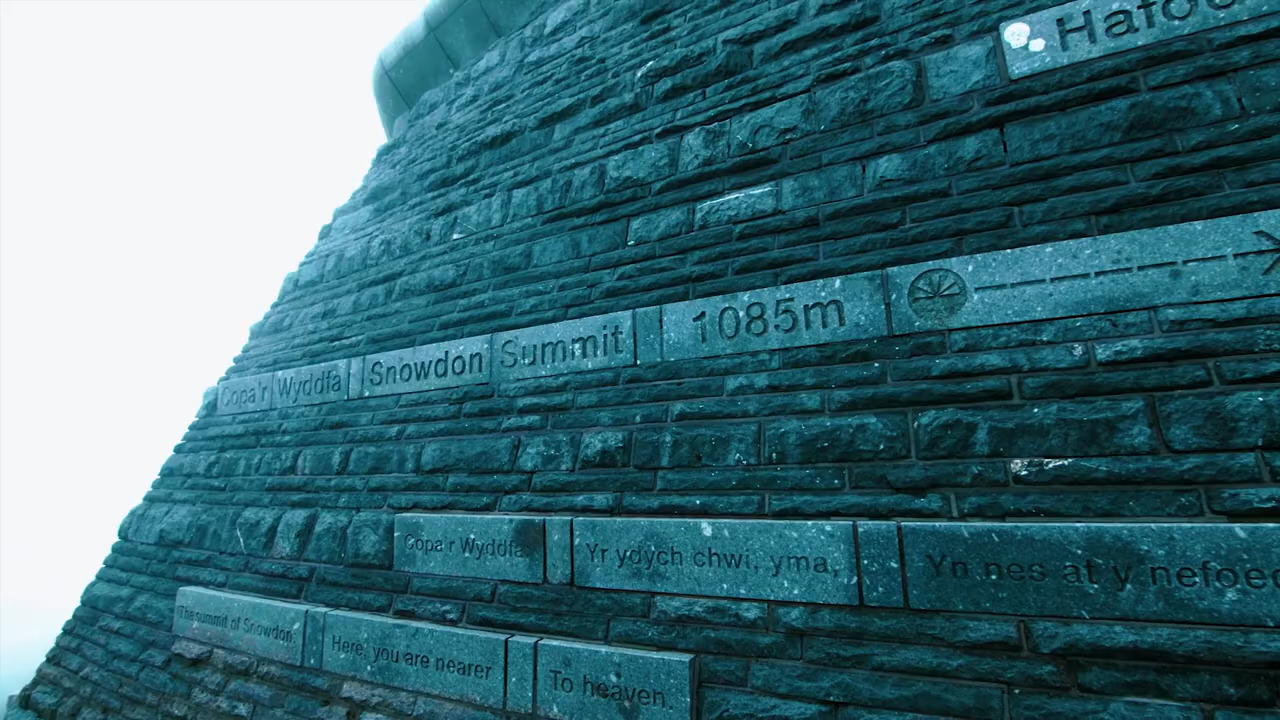 Hafod
Copa'r Wyddfa Snowdon Summit 1085m
Copa'r Wyddfa: Yr ydych chwi, yma, Yn nes at y nefoedd
The summit of Snowdon: Here, you are nearer To heaven.